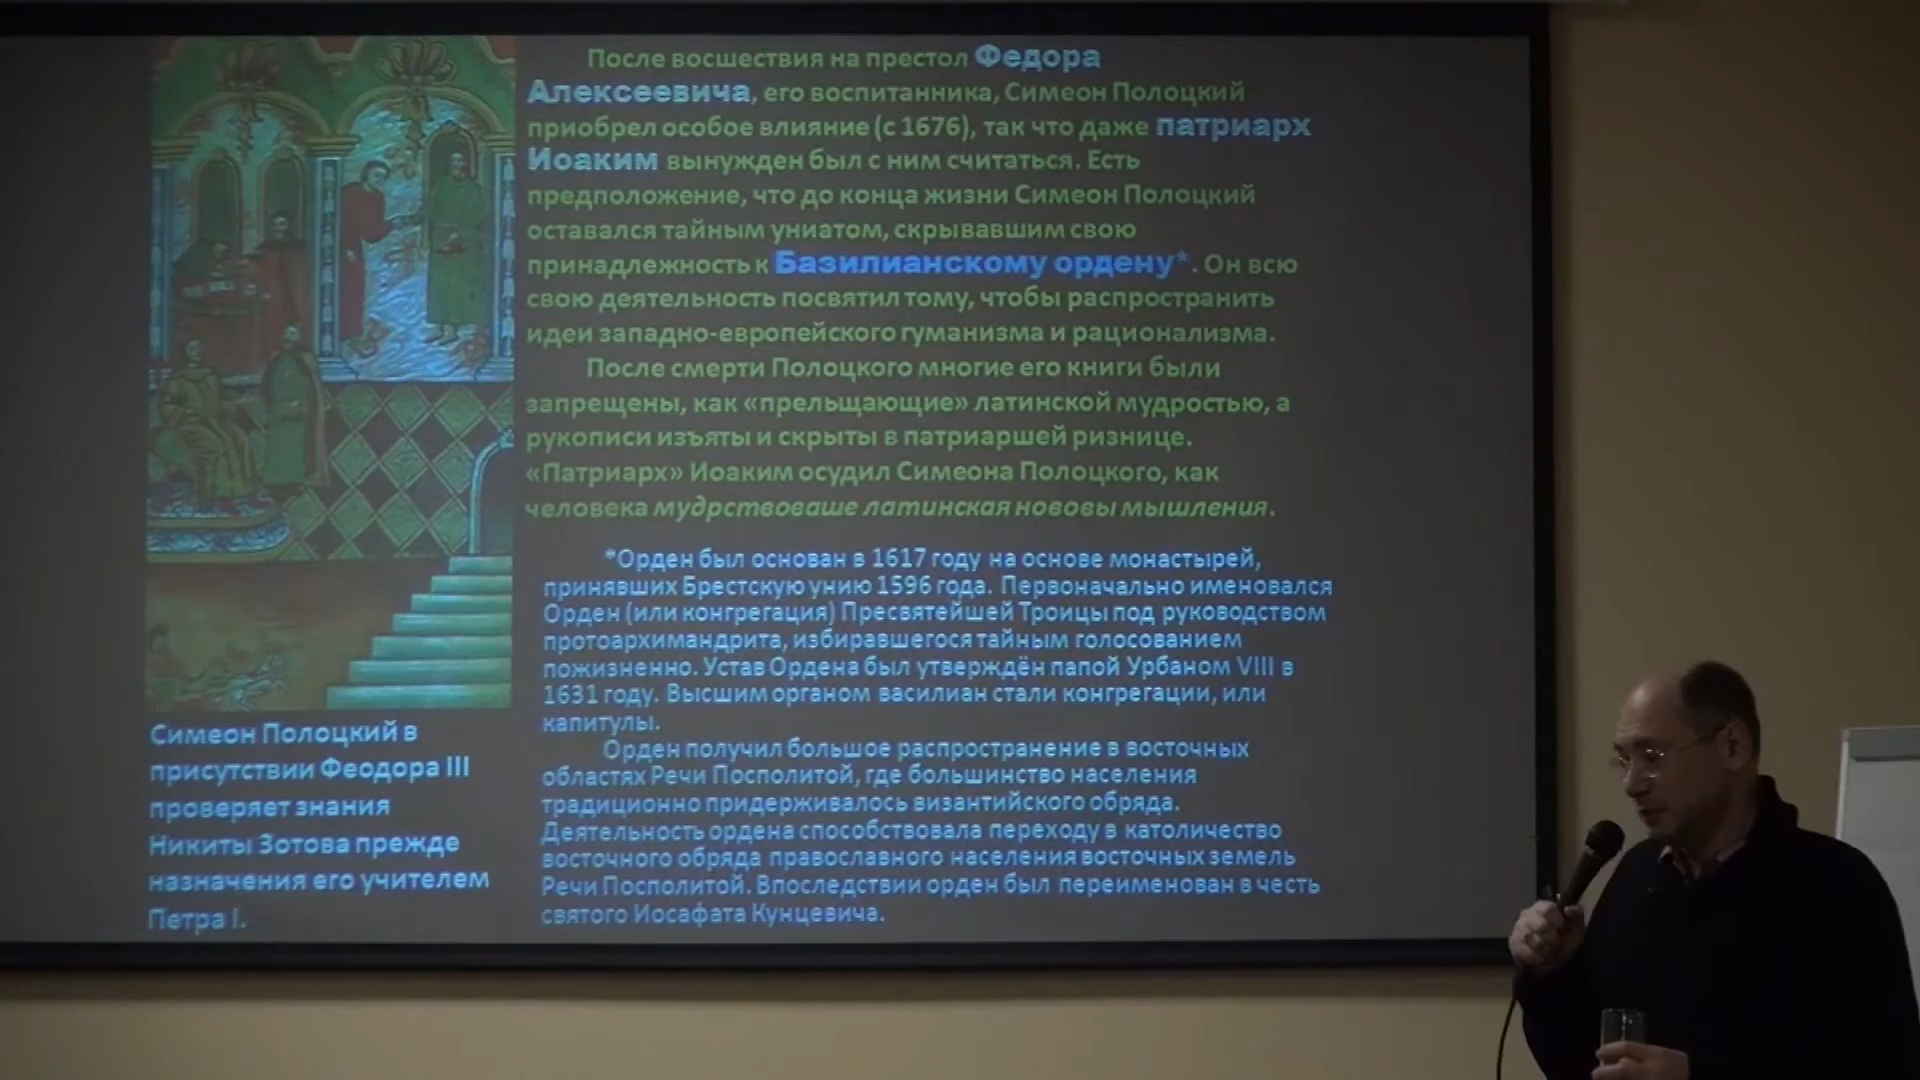 После восшествия на престол Федора
Алексеевича, его воспитанника, Симеон Полоцкий
приобрел особое влияние (с 1676), так что даже патриарх
Иоаким вынужден был с ним считаться. Есть
предположение, что до конца жизни Симеон Полоцкий
оставался тайным униатом, скрывавшим свою
принадлежность к Базилианскому ордену*. Он всю
свою деятельность посвятил тому, чтобы распространить
идеи западно-европейского гуманизма и рационализма.
После смерти Полоцкого многие его книги были
запрещены, как «прельщающие» латинской мудростью, а
рукописи изъяты и скрыты в патриаршей ризнице.
«Патриарх» Иоаким осудил Симеона Полоцкого, как
человека мудрствоваше латинская нововымышления.
*Орден был основан в 1617 году на основе монастырей,
принявших Брестскую унию 1596 года. Первоначально именовался
Орден (или конгрегация) Пресвятейшей Троицы под руководством
протоархимандрита, избиравшегося тайным голосованием
пожизненно. Устав Ордена был утверждён папой Урбаном VIII в
1631 году. Высшим органом василиан стали конгрегации, или
капитулы.
Орден получил большое распространение в восточных
областях Речи Посполитой, где большинство населения
традиционно придерживалось византийского обряда.
Деятельность ордена способствовала переходу в католичество
восточного обряда православного населения восточных земель
Речи Посполитой. Впоследствии орден был переименован в честь
святого Иосафата Кунцевича.
Симеон Полоцкий в
присутствии Феодора III
проверяет знания
Никиты Зотова прежде
назначения его учителем
Петра I.